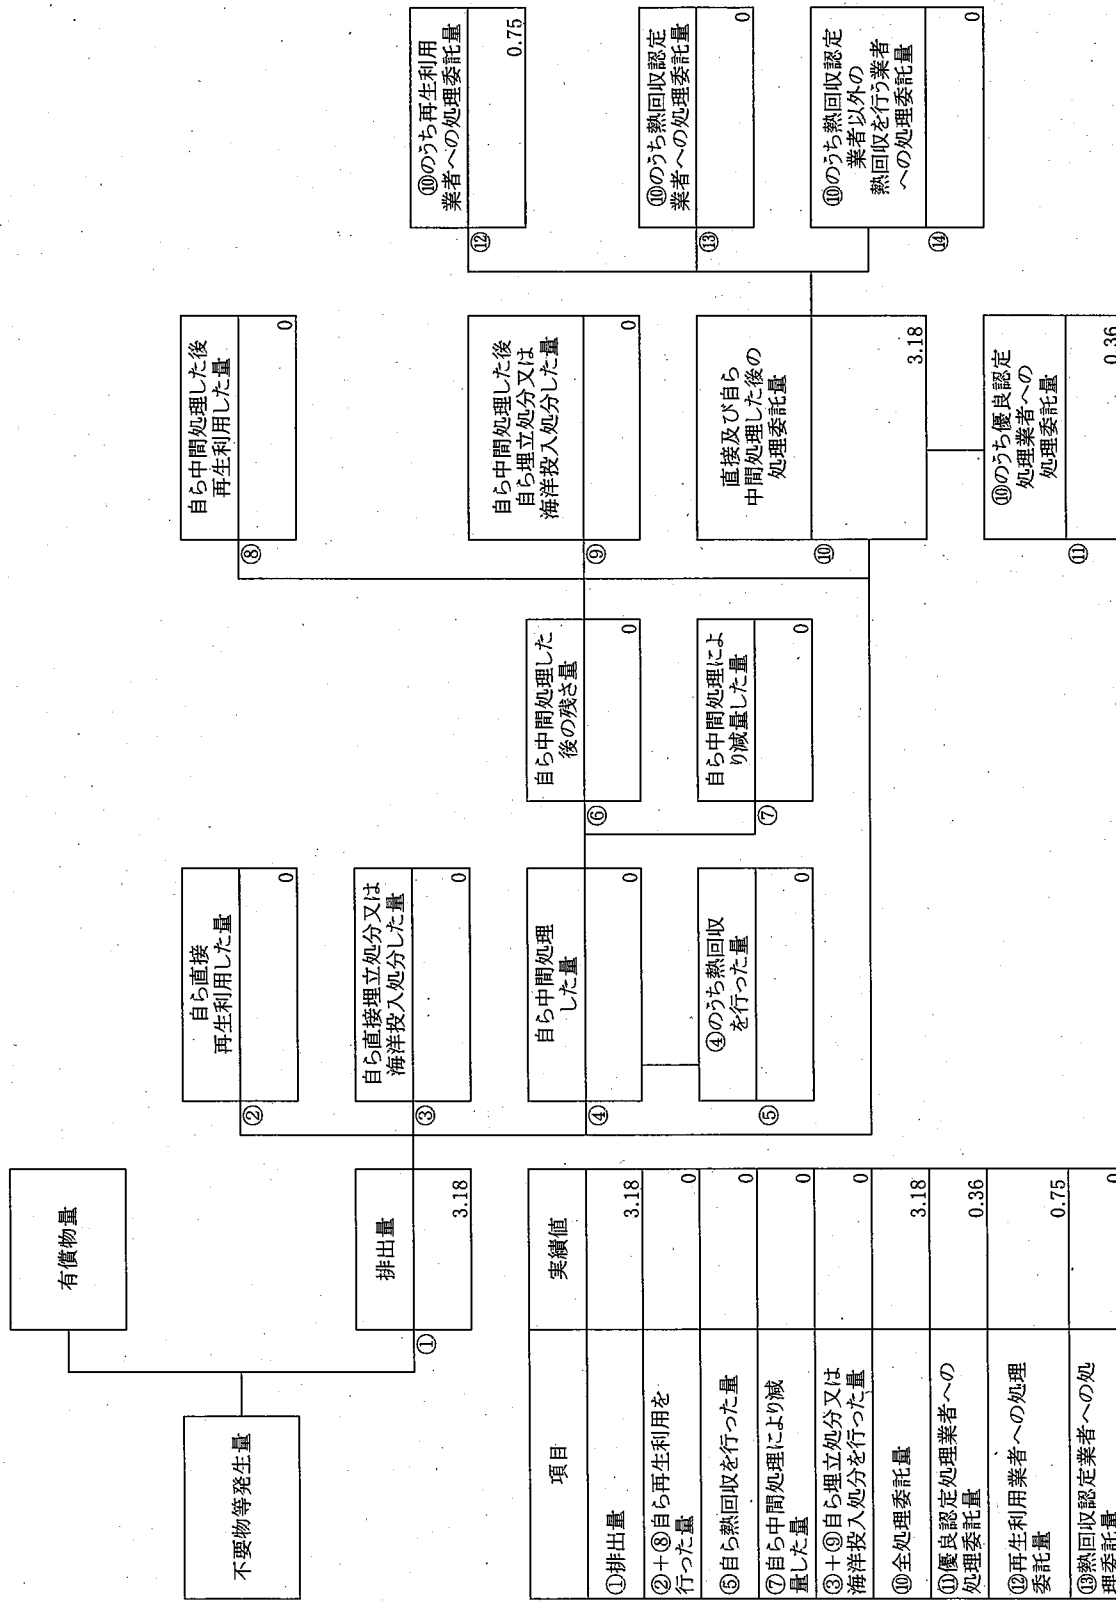 不要物等発生量
有償物量
排出量
①
3.18
自ら直接
再生利用した量
②
0
自ら直接埋立処分又は
海洋投入処分した量
③
0
自ら中間処理
した量
④
0
④のうち熱回収
を行った量
⑤
0
自ら中間処理した
後の残さ量
⑥
0
自ら中間処理によ
り減量した量
⑦
0
自ら中間処理した後
再生利用した量
⑧
0
自ら中間処理した後
自ら埋立処分又は
海洋投入処分した量
⑨
0
直接及び自ら
中間処理した後の
処理委託量
⑩
3.18
⑩のうち優良認定
処理業者への
処理委託量
⑪
0.36
⑩のうち再生利用
業者への処理委託量
⑫
0.75
⑩のうち熱回収認定
業者への処理委託量
⑬
0
⑩のうち熱回収認定
業者以外の
熱回収を行う業者
への処理委託量
⑭
0
項目 実績値
①排出量 3.18
②+⑧自ら再生利用を
行った量 0
⑤自ら熱回収を行った量 0
⑦自ら中間処理により減
量した量 0
③+⑨自ら埋立処分又は
海洋投入処分を行った量 0
⑩全処理委託量 3.18
⑪優良認定処理業者への
処理委託量 0.36
⑫再生利用業者への処理
委託量 0.75
⑬熱回収認定業者への処
理委託量 0